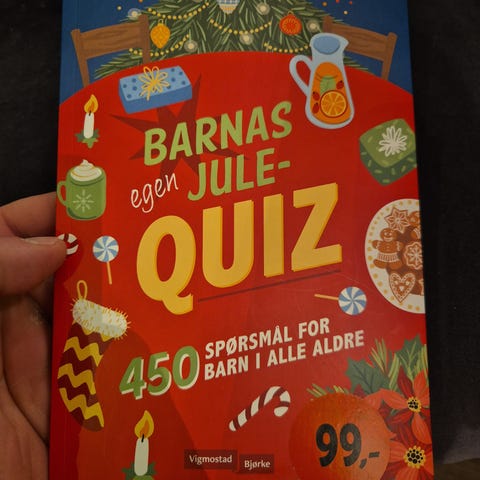 BARNAS
egen JULE-
QUIZ
450 SPØRSMÅL FOR
BARN I ALLE ALDRE
99,-
Vigmostad Bjørke